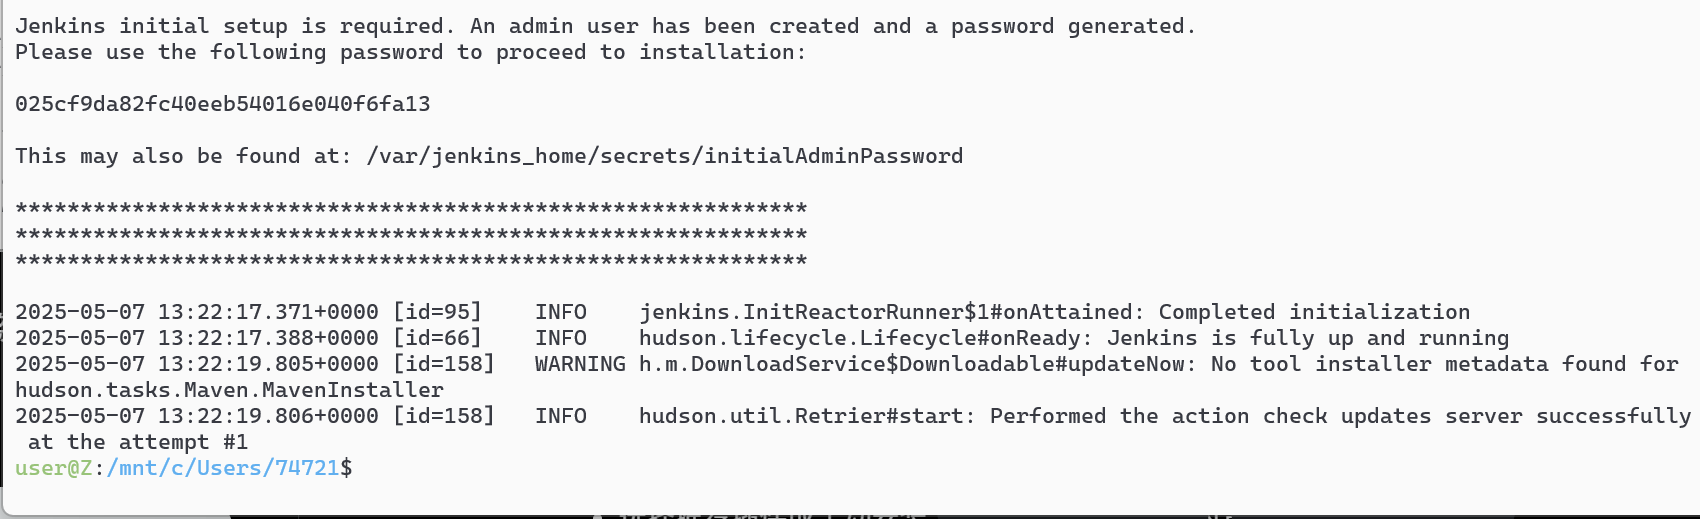 Jenkins initial setup is required. An admin user has been created and a password generated.
Please use the following password to proceed to installation:
025cf9da82fc40eeb54016e040f6fa13
This may also be found at: /var/jenkins_home/secrets/initialAdminPassword
*************************************************************
*************************************************************
*************************************************************
2025-05-07 13:22:17.371+0000 [id=95]    INFO    jenkins.InitReactorRunner$1#onAttained: Completed initialization
2025-05-07 13:22:17.388+0000 [id=66]    INFO    hudson.lifecycle.Lifecycle#onReady: Jenkins is fully up and running
2025-05-07 13:22:19.805+0000 [id=158]   WARNING h.m.DownloadService$Downloadable#updateNow: No tool installer metadata found for
hudson.tasks.Maven.MavenInstaller
2025-05-07 13:22:19.806+0000 [id=158]   INFO    hudson.util.Retrier#start: Performed the action check updates server successfully
 at the attempt #1
user@Z:/mnt/c/Users/74721$